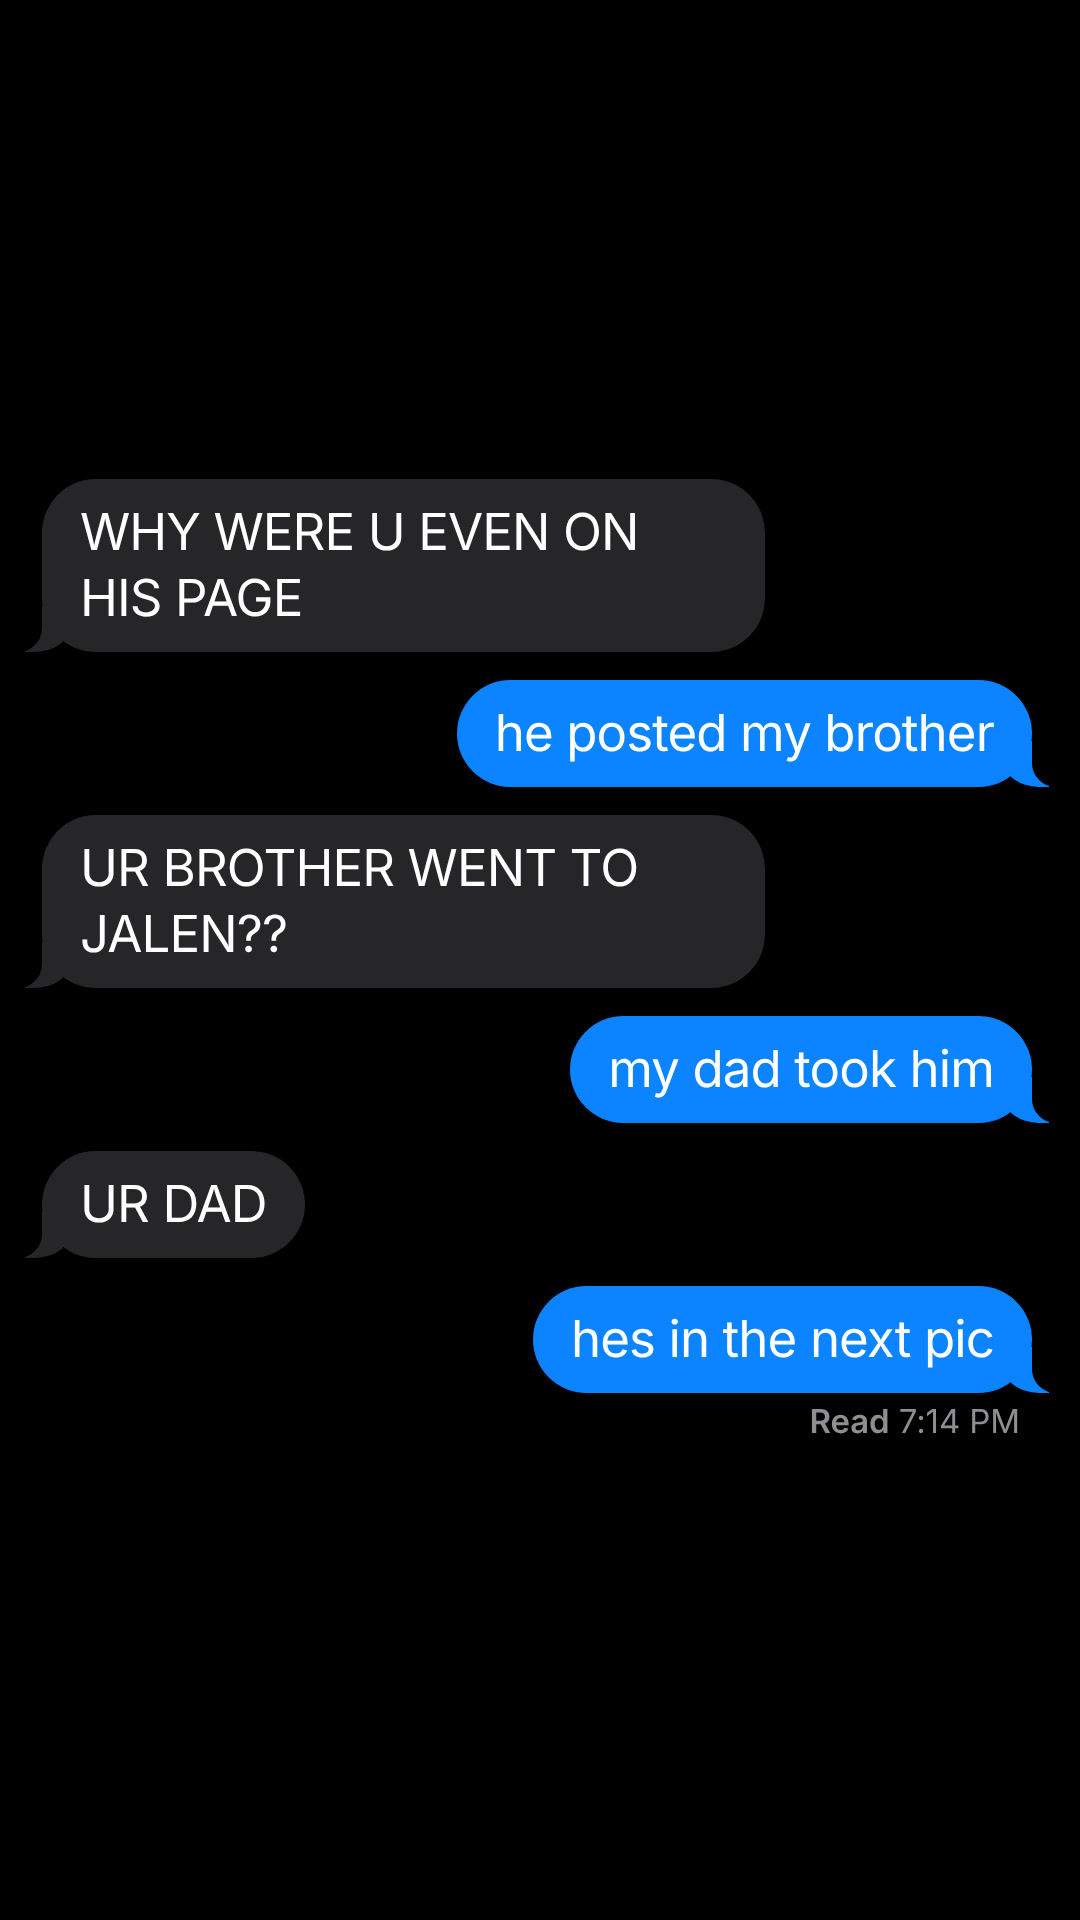 WHY WERE U EVEN ON
HIS PAGE
he posted my brother
UR BROTHER WENT TO
JALEN??
my dad took him
UR DAD
hes in the next pic
Read 7:14 PM